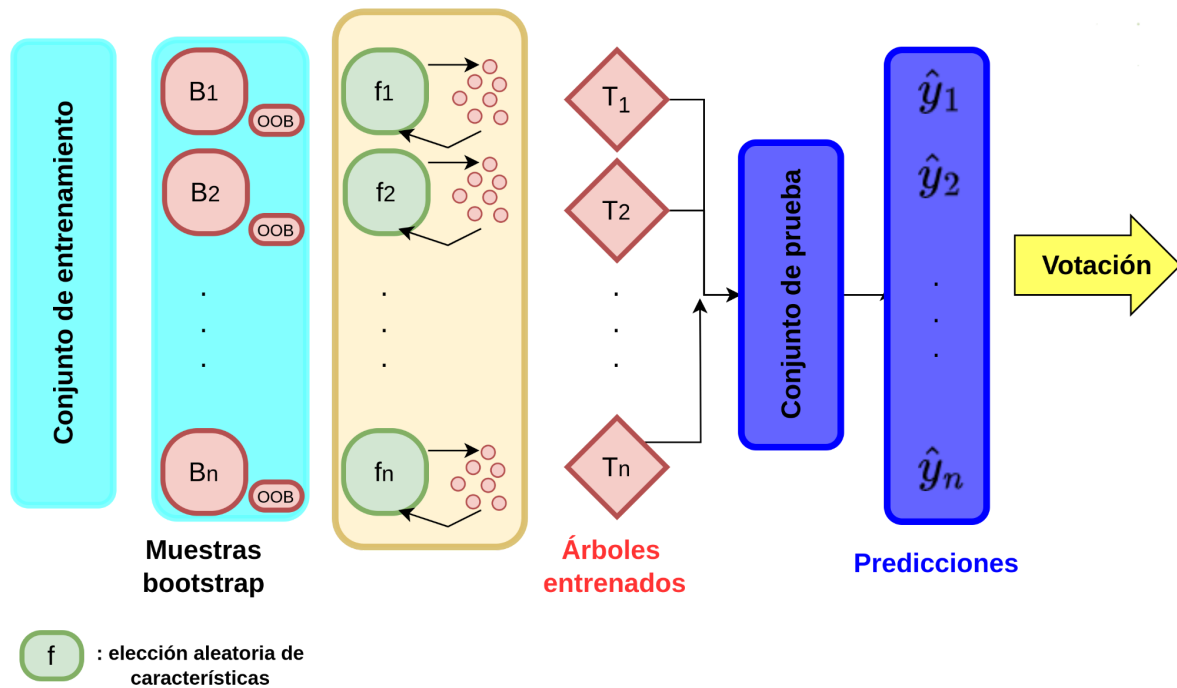 Conjunto de entrenamiento
B1
OOB
B2
OOB
.
.
.
Bn
OOB
Muestras
bootstrap
f1
f2
.
.
.
fn
T1
T2
.
.
.
Tn
Árboles
entrenados
Conjunto de prueba
ŷ1
ŷ2
.
.
.
ŷn
Predicciones
Votación
f
: elección aleatoria de
características